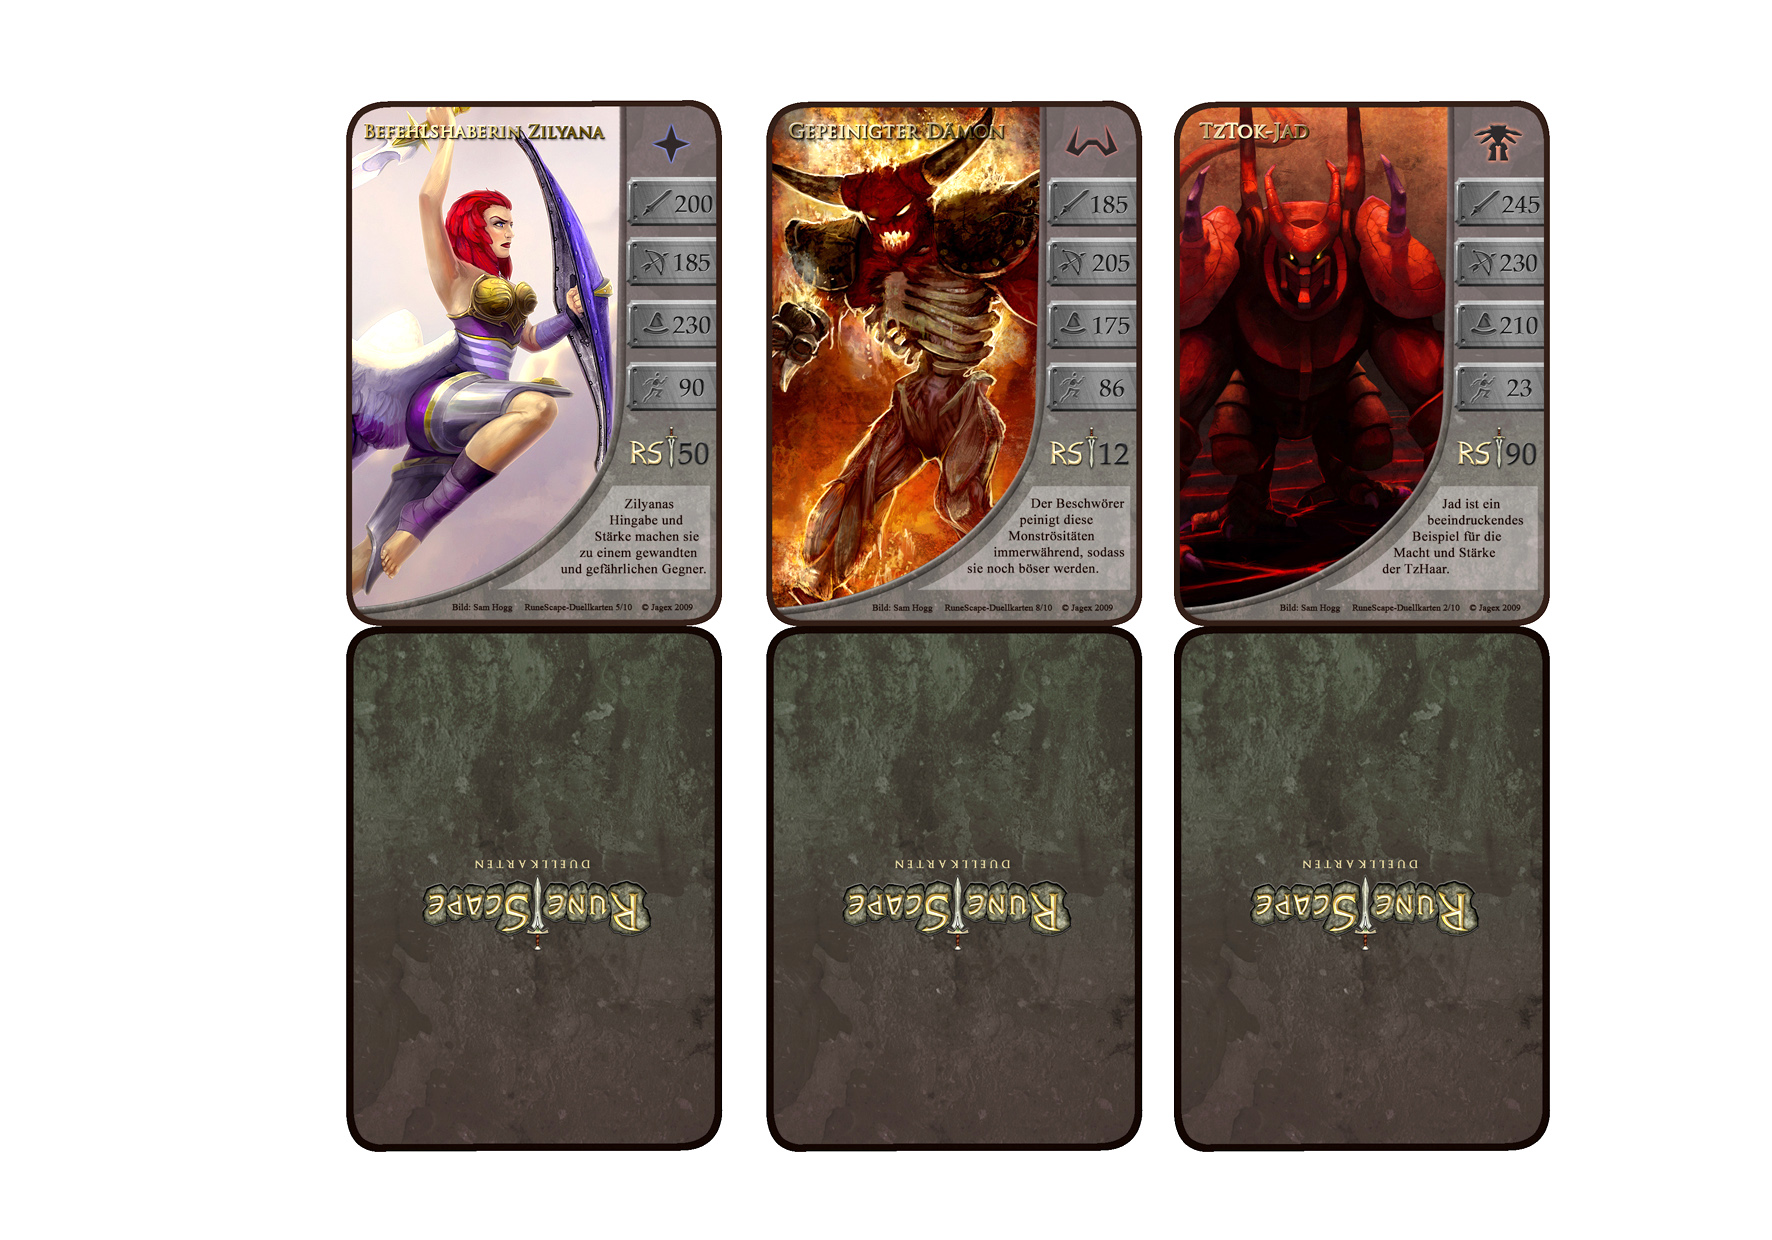 Befehlshaberin Zilyana
200
185
230
90
RS 50
Zilyanas
Hingabe und
Stärke machen sie
zu einem gewandten
und gefährlichen Gegner.
Bild: Sam Hogg RuneScape-Duellkarten 5/10 © Jagex 2009
Gepeinigter Dämon
185
205
175
86
RS 12
Der Beschwörer
peinigt diese
Monströsitäten
immerwährend, sodass
sie noch böser werden.
Bild: Sam Hogg RuneScape-Duellkarten 8/10 © Jagex 2009
TzTok-Jad
245
230
210
23
RS 90
Jad ist ein
beeindruckendes
Beispiel für die
Macht und Stärke
der TzHaar.
Bild: Sam Hogg RuneScape-Duellkarten 2/10 © Jagex 2009
RuneScape
Duellkarten
RuneScape
Duellkarten
RuneScape
Duellkarten